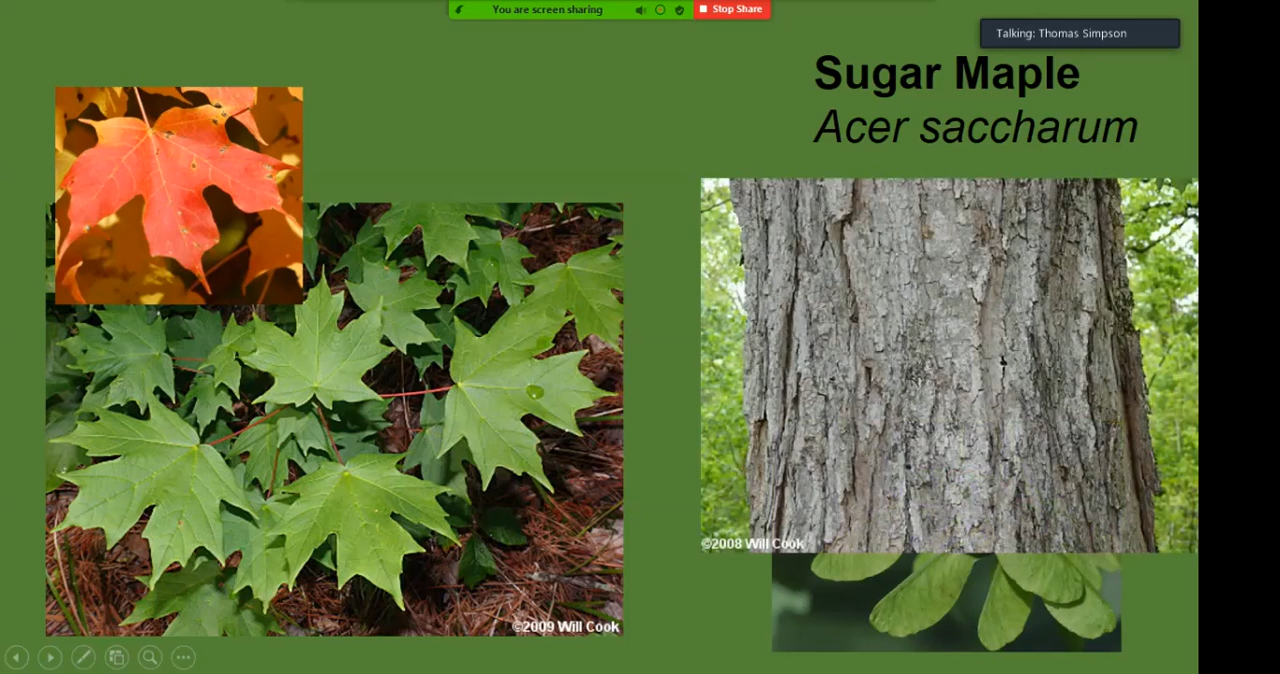 You are screen sharing
Stop Share
Talking: Thomas Simpson
Sugar Maple
Acer saccharum
©2008 Will Cook
©2009 Will Cook